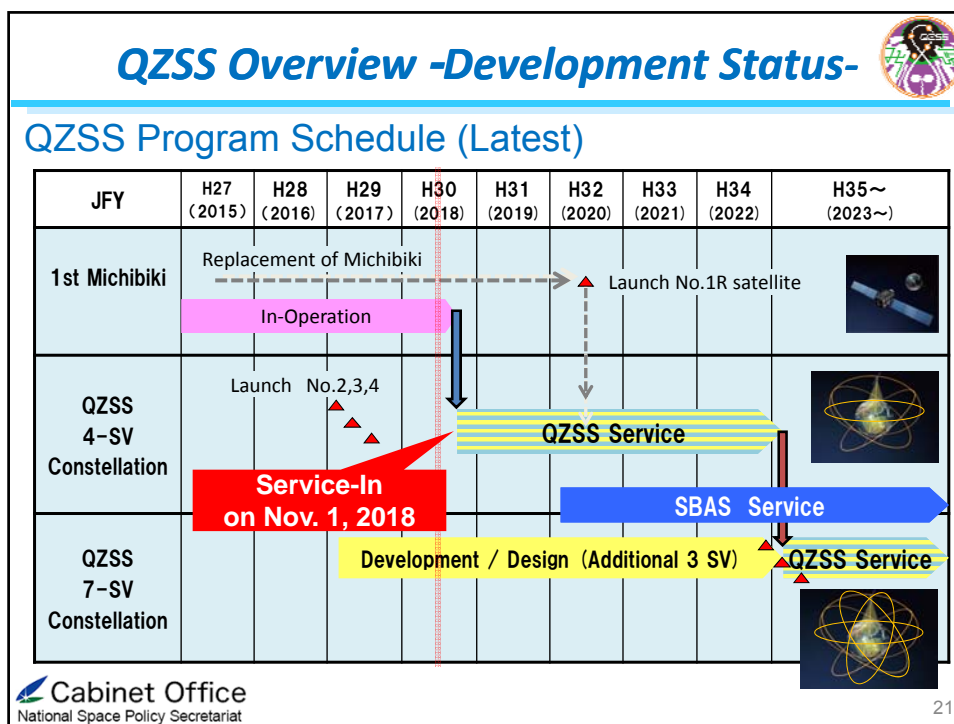 QZSS Overview -Development Status-
QZSS
QZSS Program Schedule (Latest)
JFY
H27
(2015)
H28
(2016)
H29
(2017)
H30
(2018)
H31
(2019)
H32
(2020)
H33
(2021)
H34
(2022)
H35～
(2023～)
1st Michibiki
Replacement of Michibiki
Launch No.1R satellite
In-Operation
QZSS
4-SV
Constellation
Launch No.2,3,4
QZSS Service
Service-In
on Nov. 1, 2018
SBAS Service
QZSS
7-SV
Constellation
Development / Design (Additional 3 SV)
QZSS Service
Cabinet Office
National Space Policy Secretariat
21